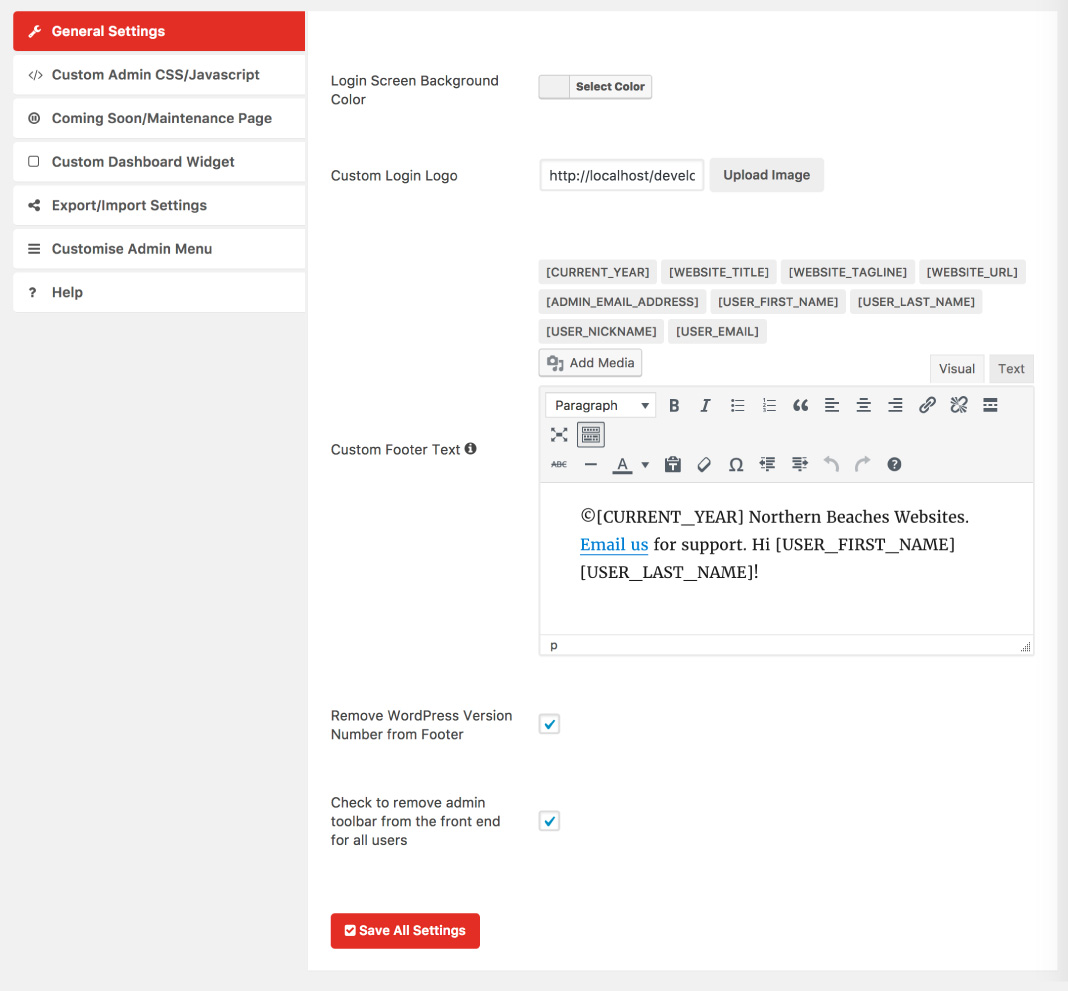 General Settings
Custom Admin CSS/Javascript
Coming Soon/Maintenance Page
Custom Dashboard Widget
Export/Import Settings
Customise Admin Menu
? Help
Login Screen Background
Color
Select Color
Custom Login Logo
http://localhost/develo
Upload Image
[CURRENT_YEAR] [WEBSITE_TITLE] [WEBSITE_TAGLINE] [WEBSITE_URL]
[ADMIN_EMAIL_ADDRESS] [USER_FIRST_NAME] [USER_LAST_NAME]
[USER_NICKNAME] [USER_EMAIL]
Add Media
Visual Text
Custom Footer Text
Paragraph
ABC
©[CURRENT_YEAR] Northern Beaches Websites.
Email us for support. Hi [USER_FIRST_NAME]
[USER_LAST_NAME]!
p
Remove WordPress Version
Number from Footer
Check to remove admin
toolbar from the front end
for all users
Save All Settings